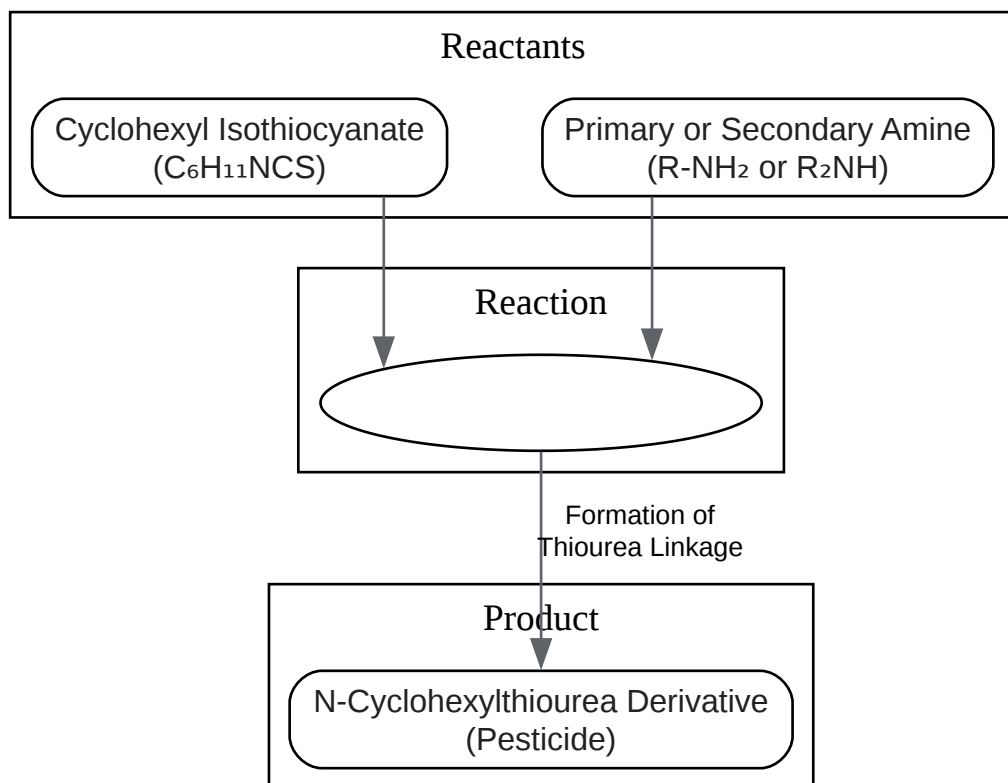 Reactants
Cyclohexyl Isothiocyanate
(C₆H₁₁NCS)
Primary or Secondary Amine
(R-NH₂ or R₂NH)
Reaction
Formation of
Thiourea Linkage
Product
N-Cyclohexylthiourea Derivative
(Pesticide)